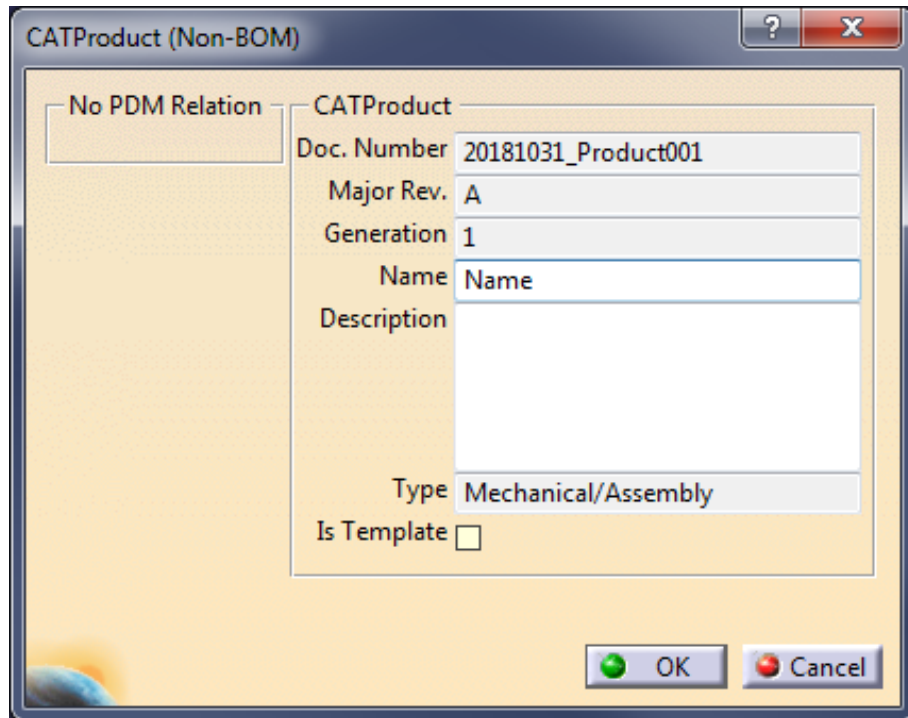 CATProduct (Non-BOM)
?
No PDM Relation
CATProduct
Doc. Number 20181031_Product001
Major Rev. A
Generation 1
Name Name
Description
Type Mechanical/Assembly
Is Template
OK Cancel